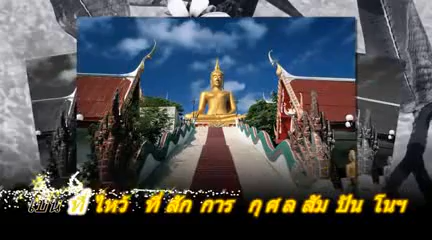 เป็น ที่ ไหว้ ที่ สัก การ กุ ศ ล สัม ปัน โนฯ